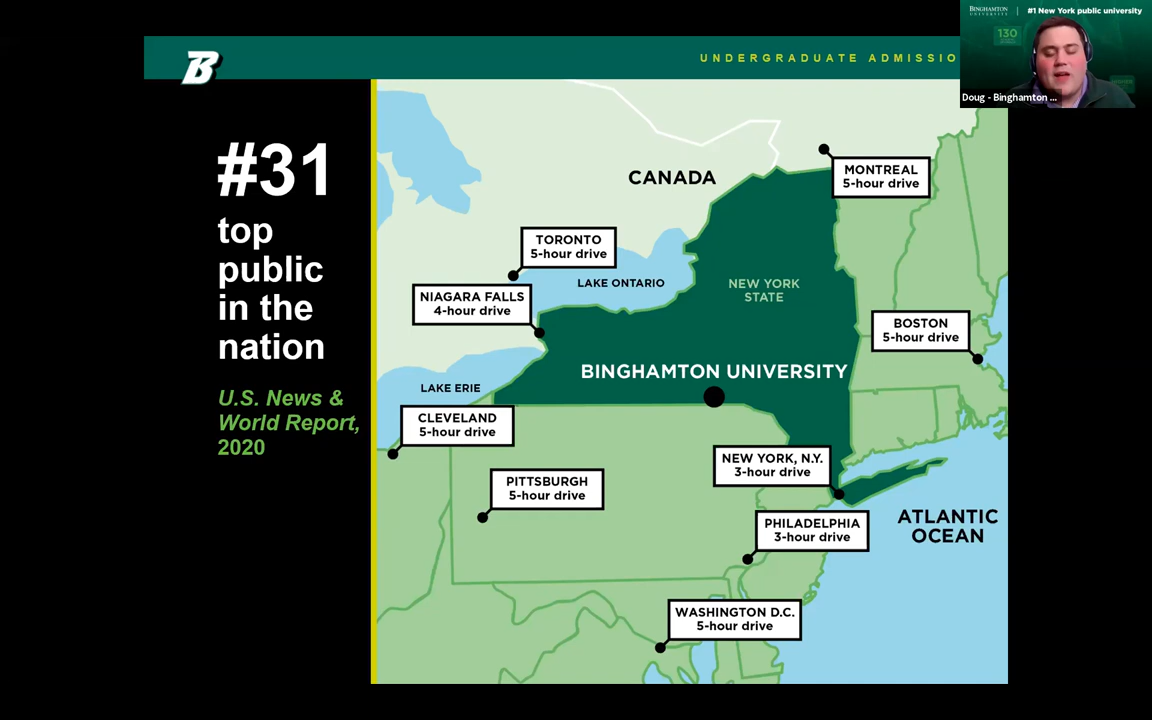 BINGHAMTON
UNIVERSITY
#1 New York public university
130
Doug - Binghamton ...
B
UNDERGRADUATE ADMISSIO
#31
top
public
in the
nation
U.S. News &
World Report,
2020
CANADA
MONTREAL
5-hour drive
TORONTO
5-hour drive
LAKE ONTARIO
NEW YORK
STATE
NIAGARA FALLS
4-hour drive
BOSTON
5-hour drive
BINGHAMTON UNIVERSITY
LAKE ERIE
CLEVELAND
5-hour drive
NEW YORK, N.Y.
3-hour drive
PITTSBURGH
5-hour drive
PHILADELPHIA
3-hour drive
ATLANTIC
OCEAN
WASHINGTON D.C.
5-hour drive